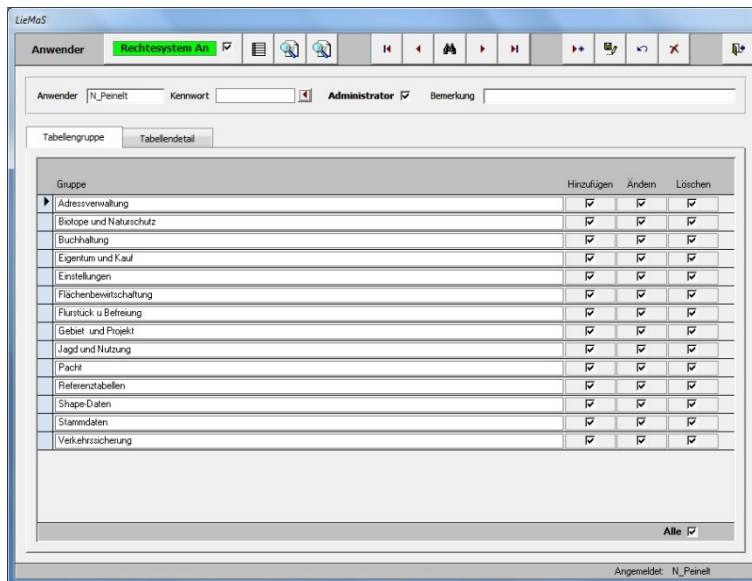 LieMaS
Anwender Rechtesystem An
Anwender N_Peinelt Kennwort Administrator Bemerkung
Tabellengruppe Tabellendetail
Gruppe Hinzufügen Ändern Löschen
Adressverwaltung
Biotope und Naturschutz
Buchhaltung
Eigentum und Kauf
Einstellungen
Flächenbewirtschaftung
Flurstück u Befreiung
Gebiet und Projekt
Jagd und Nutzung
Pacht
Referenztabellen
Shape-Daten
Stammdaten
Verkehrssicherung
Alle
Angemeldet: N_Peinelt